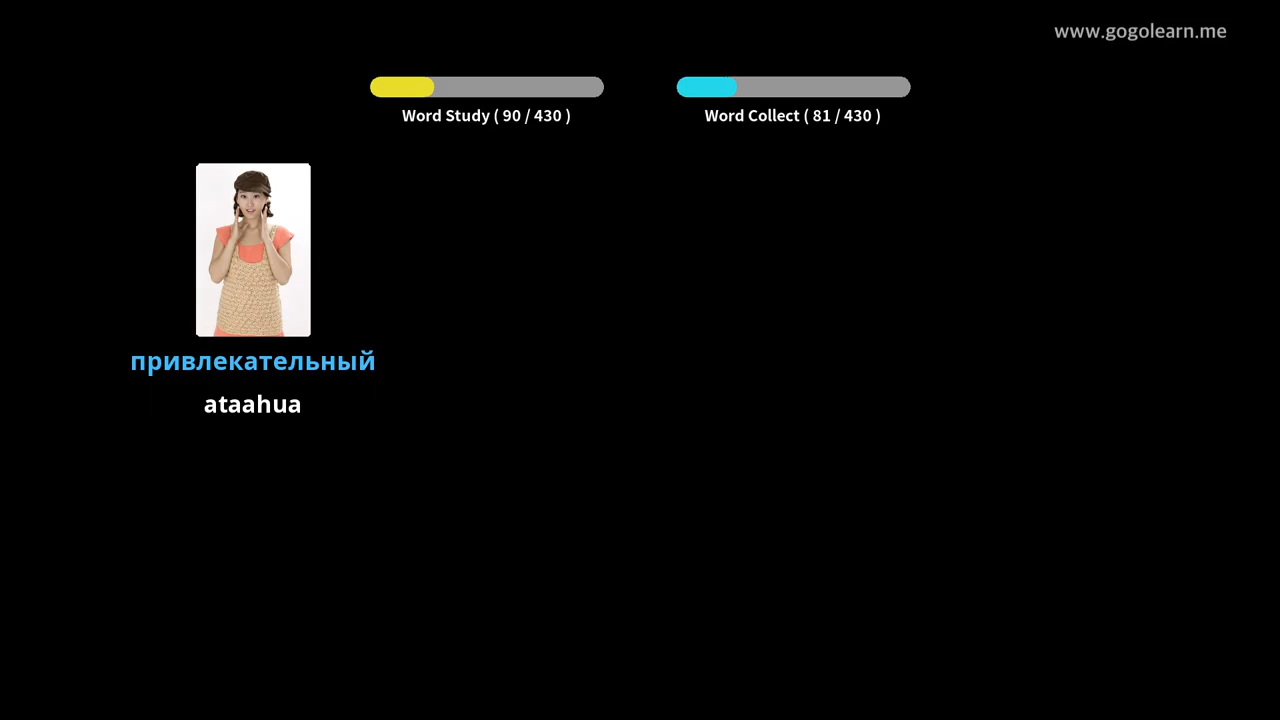 www.gogolearn.me
Word Study ( 90 / 430 )
Word Collect ( 81 / 430 )
привлекательный
ataahua